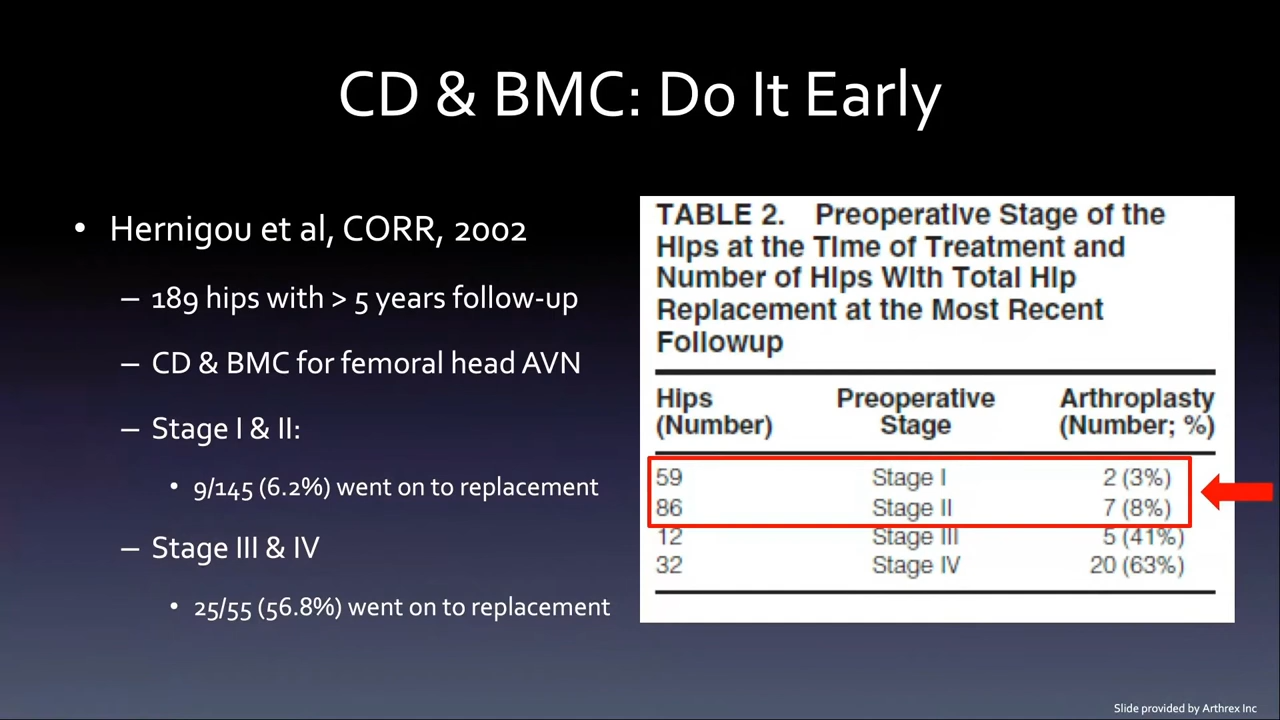 CD & BMC: Do It Early
• Hernigou et al, CORR, 2002
– 189 hips with > 5 years follow-up
– CD & BMC for femoral head AVN
– Stage I & II:
• 9/145 (6.2%) went on to replacement
– Stage III & IV
• 25/55 (56.8%) went on to replacement
TABLE 2. Preoperative Stage of the
Hips at the Time of Treatment and
Number of Hips With Total Hip
Replacement at the Most Recent
Followup
Hips Preoperative Arthroplasty
(Number) Stage (Number; %)
59 Stage I 2 (3%)
86 Stage II 7 (8%)
12 Stage III 5 (41%)
32 Stage IV 20 (63%)
Slide provided by Arthrex Inc